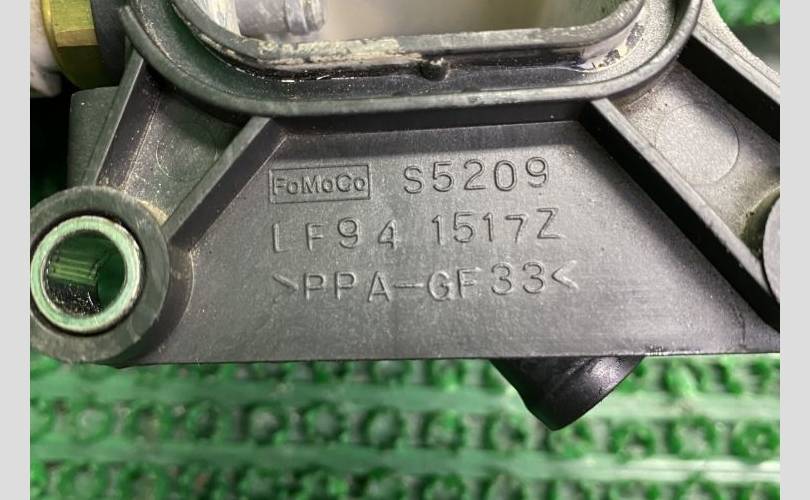 FoMoCo S5209
LF94 1517Z
>PPA-GF33<